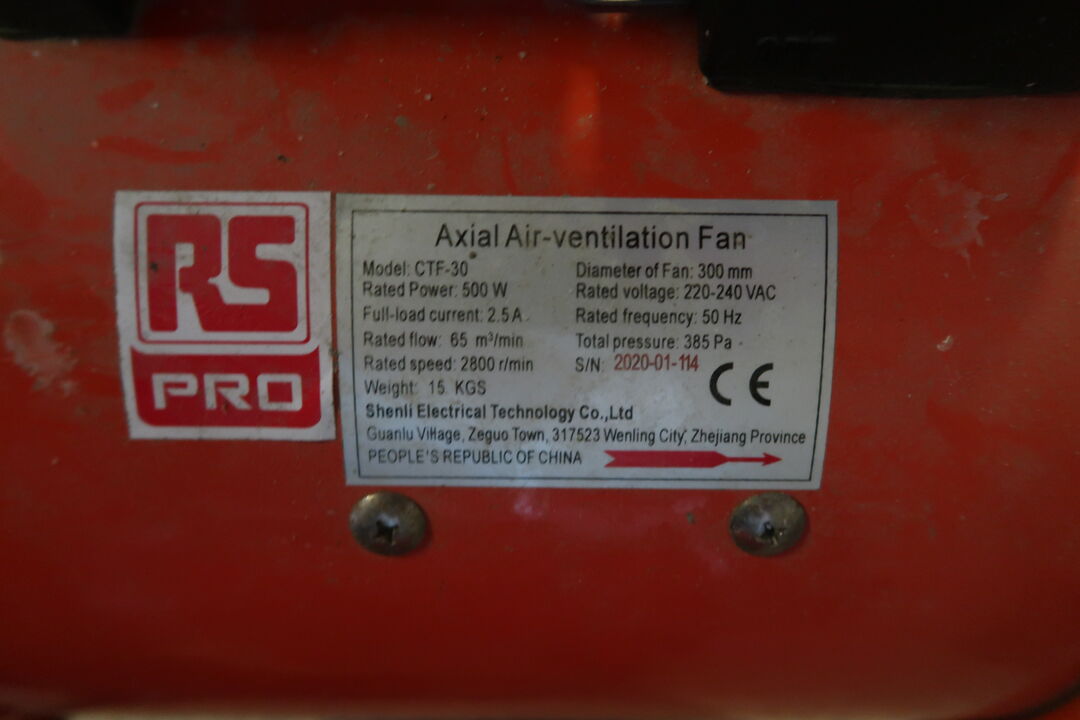 RS
PRO
Axial Air-ventilation Fan
Model: CTF-30
Diameter of Fan: 300 mm
Rated Power: 500 W
Rated voltage: 220-240 VAC
Full-load current: 2.5 A
Rated frequency: 50 Hz
Rated flow: 65 m³/min
Total pressure: 385 Pa
Rated speed: 2800 r/min
S/N: 2020-01-114
Weight: 15 KGS
CE
Shenli Electrical Technology Co.,Ltd
Guanlu Village, Zeguo Town, 317523 Wenling City, Zhejiang Province
PEOPLE'S REPUBLIC OF CHINA